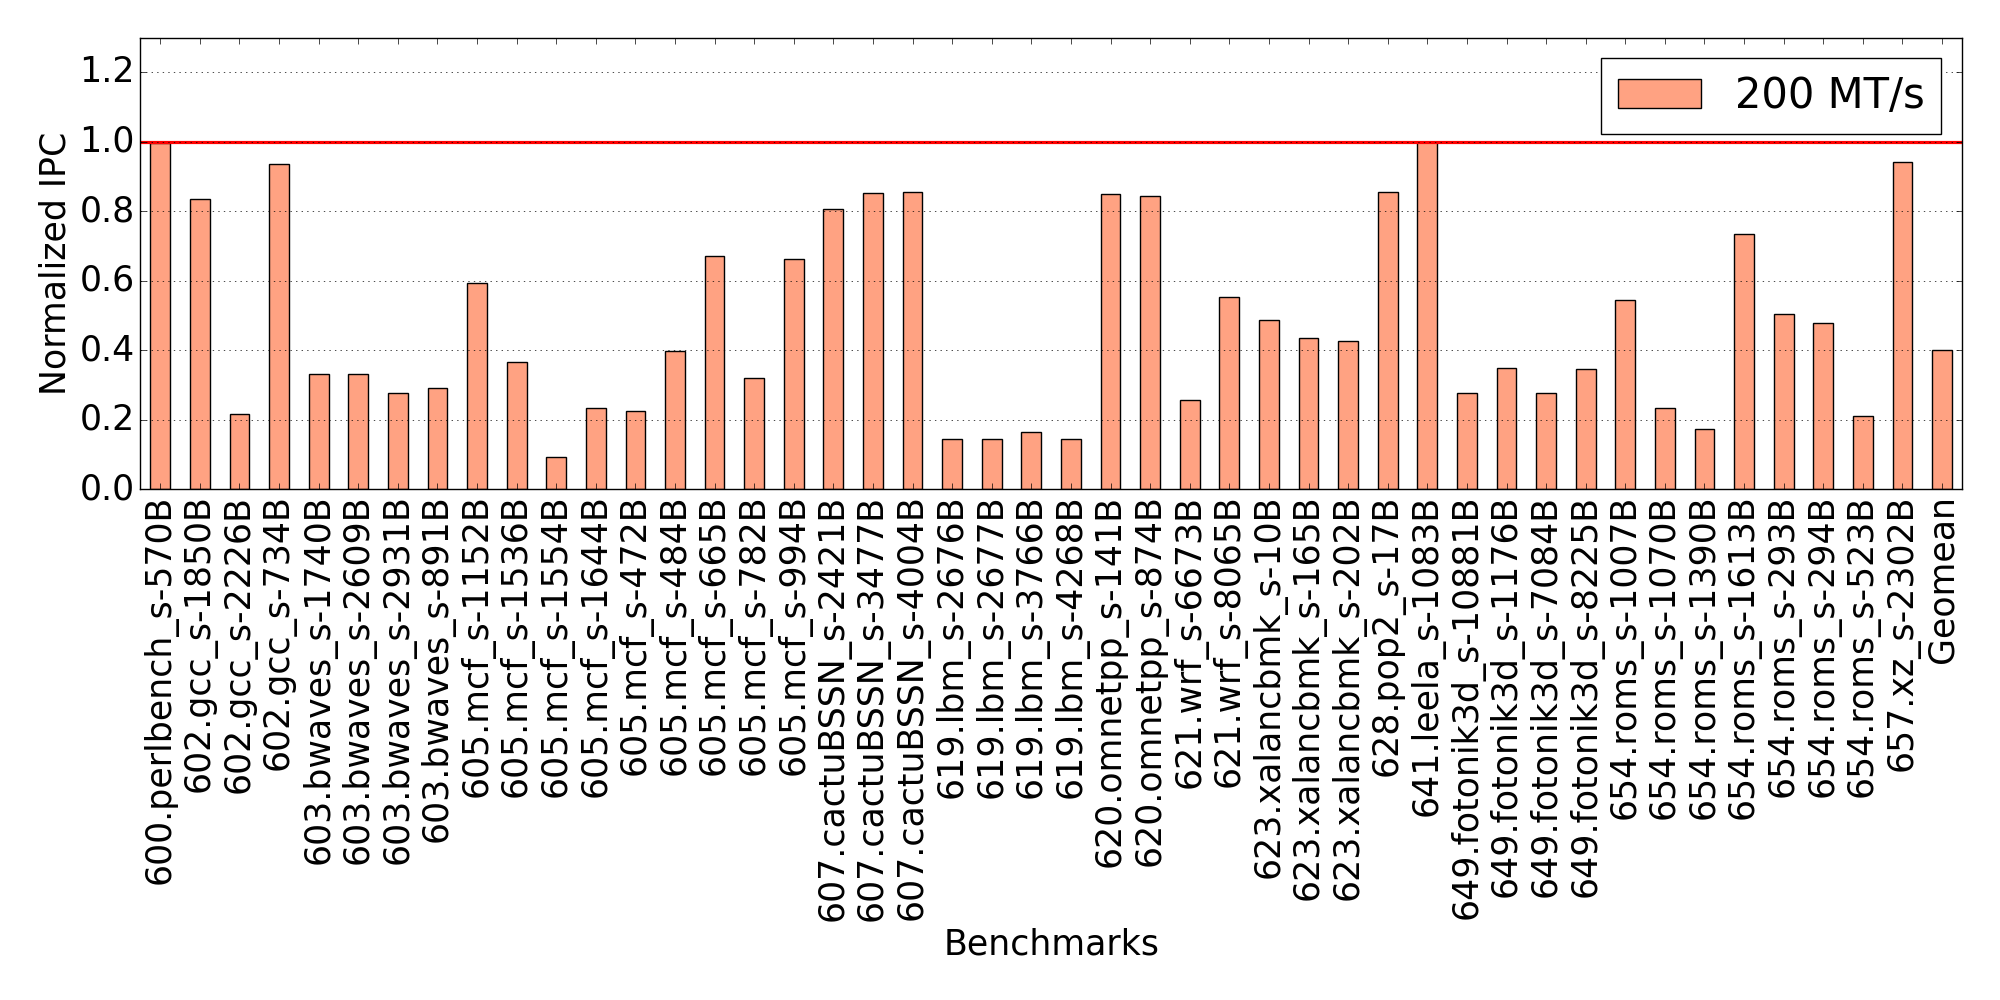 200 MT/s
Normalized IPC
1.2
1.0
0.8
0.6
0.4
0.2
0.0
600.perlbench_s-570B
602.gcc_s-1850B
602.gcc_s-2226B
602.gcc_s-734B
603.bwaves_s-1740B
603.bwaves_s-2609B
603.bwaves_s-2931B
603.bwaves_s-891B
605.mcf_s-1152B
605.mcf_s-1536B
605.mcf_s-1554B
605.mcf_s-1644B
605.mcf_s-472B
605.mcf_s-484B
605.mcf_s-665B
605.mcf_s-782B
605.mcf_s-994B
607.cactuBSSN_s-2421B
607.cactuBSSN_s-3477B
607.cactuBSSN_s-4004B
619.lbm_s-2676B
619.lbm_s-2677B
619.lbm_s-3766B
619.lbm_s-4268B
620.omnetpp_s-141B
620.omnetpp_s-874B
621.wrf_s-6673B
621.wrf_s-8065B
623.xalancbmk_s-10B
623.xalancbmk_s-165B
623.xalancbmk_s-202B
628.pop2_s-17B
641.leela_s-1083B
649.fotonik3d_s-10881B
649.fotonik3d_s-1176B
649.fotonik3d_s-7084B
649.fotonik3d_s-8225B
654.roms_s-1007B
654.roms_s-1070B
654.roms_s-1390B
654.roms_s-1613B
654.roms_s-293B
654.roms_s-294B
654.roms_s-523B
657.xz_s-2302B
Geomean
Benchmarks